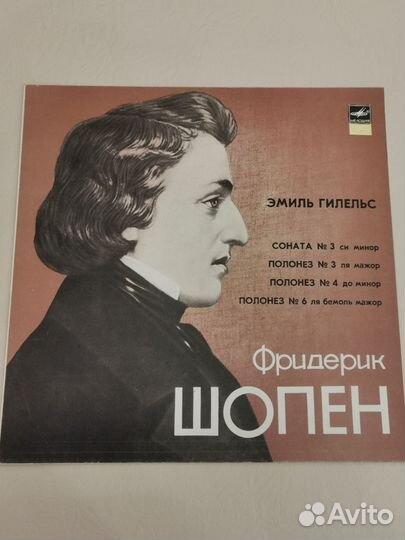 МЕЛОДИЯ
ЭМИЛЬ ГИЛЕЛЬС
СОНАТА № 3 си минор
ПОЛОНЕЗ № 3 ля мажор
ПОЛОНЕЗ № 4 до минор
ПОЛОНЕЗ № 6 ля бемоль мажор
Фридерик
ШОПЕН
Avito